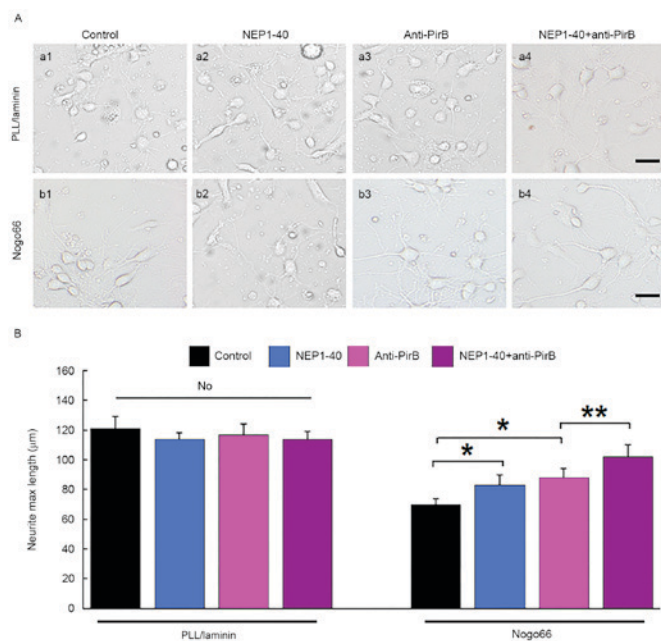 A
Control NEP1-40 Anti-PirB NEP1-40+anti-PirB
PLL/laminin
a1 a2 a3 a4
Nogo66
b1 b2 b3 b4
B
Control NEP1-40 Anti-PirB NEP1-40+anti-PirB
Neurite max length (μm)
160
140
120
100
80
60
40
20
0
No
* * **
PLL/laminin Nogo66